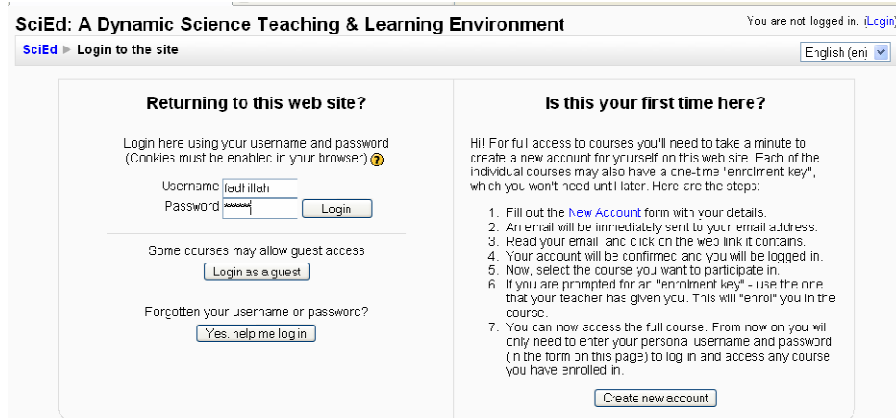 SciEd: A Dynamic Science Teaching & Learning Environment
You are not logged in. (Login)
SciEd ► Login to the site
English (en)
Returning to this web site?
Login here using your username and password
(Cookies must be enabled in your browser) ?
Username
Password ****** Login
Some courses may allow guest access
Login as a guest
Forgotten your username or password?
Yes, help me log in
Is this your first time here?
Hi! For full access to courses you'll need to take a minute to
create a new account for yourself on this web site. Each of the
individual courses may also have a one-time "enrolment key",
which you won't need until later. Here are the steps:
1. Fill out the New Account form with your details.
2. An email will be immediately sent to your email address.
3. Read your email, and click on the web link it contains.
4. Your account will be confirmed and you will be logged in.
5. Now, select the course you want to participate in.
6. If you are prompted for an "enrolment key" - use the one
that your teacher has given you. This will "enrol" you in the
course.
7. You can now access the full course. From now on you will
only need to enter your personal username and password
(in the form on this page) to log in and access any course
you have enrolled in.
Create new account